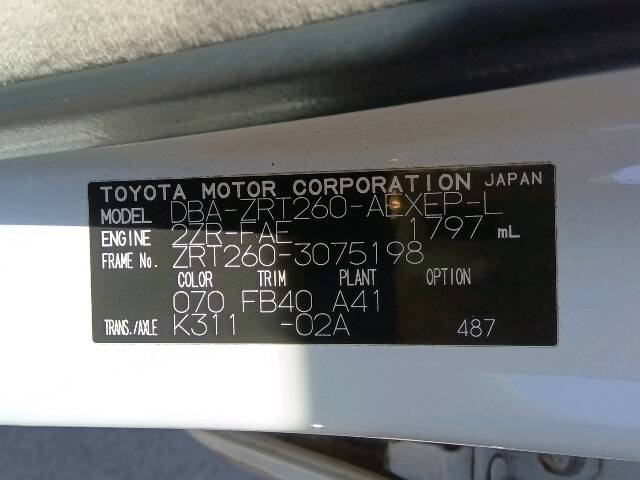 TOYOTA MOTOR CORPORATION JAPAN
MODEL DBA-ZRT260-AEXEP-L
ENGINE 2ZR-FAE 1797 mL
FRAME No. ZRT260-3075198
COLOR TRIM PLANT OPTION
070 FB40 A41
TRANS./AXLE K311 -02A 487